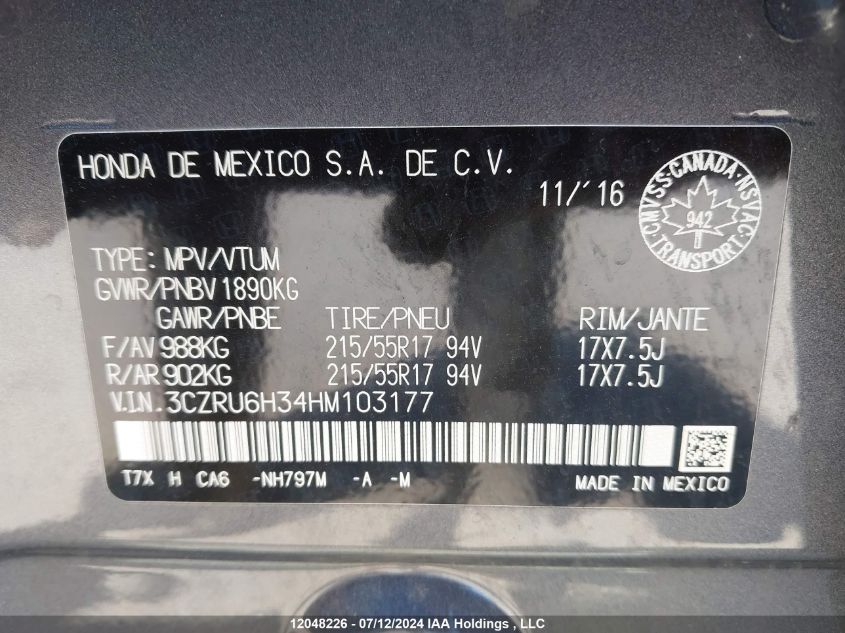 HONDA DE MEXICO S.A. DE C.V.
11/'16
CMVSS-CANADA-NSVAC
942
TRANSPORT
TYPE: MPV/VTUM
GVWR/PNBV 1890KG
GAWR/PNBE TIRE/PNEU RIM/JANTE
F/AV 988KG 215/55R17 94V 17X7.5J
R/AR 902KG 215/55R17 94V 17X7.5J
V.I.N. 3CZRU6H34HM103177
T7X H CA6 -NH797M -A -M MADE IN MEXICO
12048226 - 07/12/2024 IAA Holdings , LLC